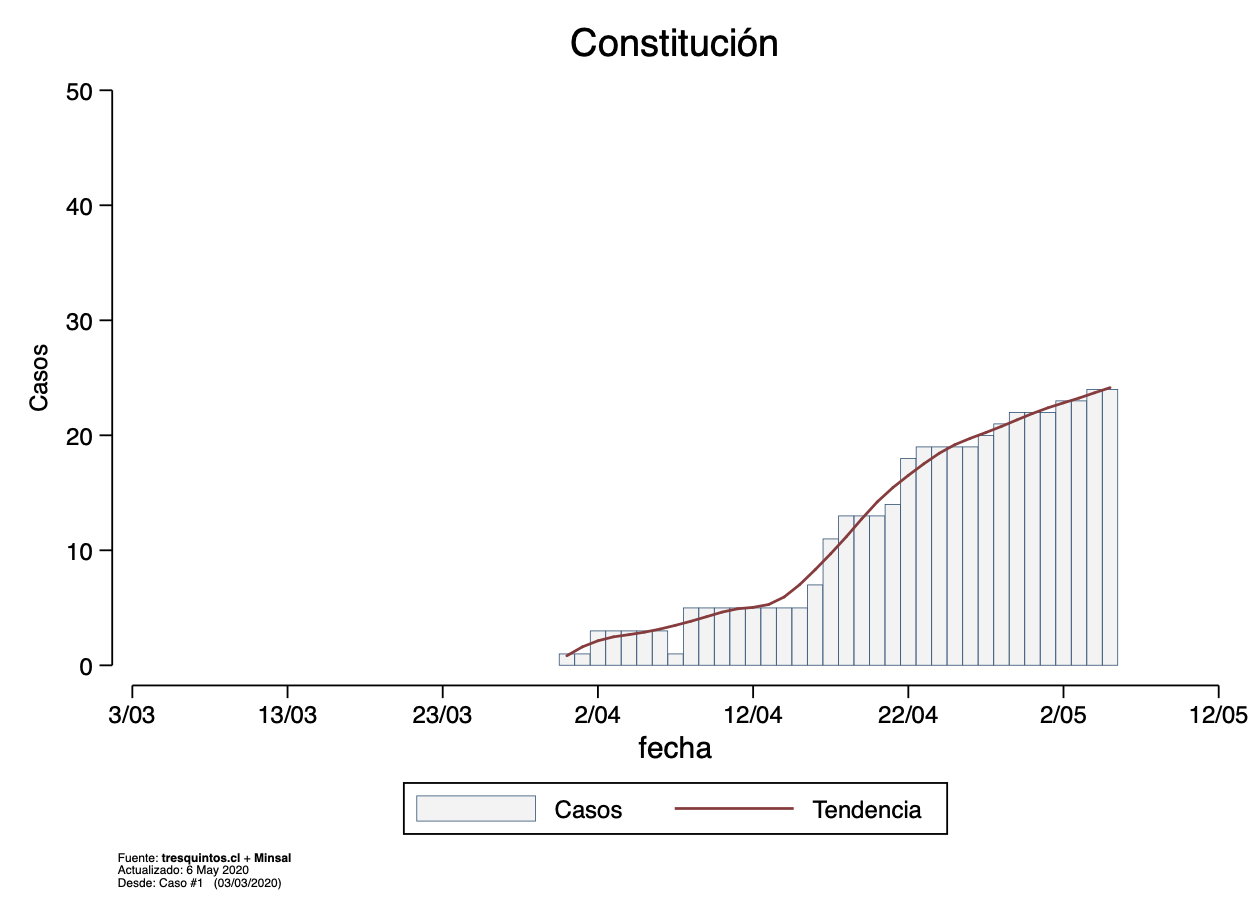 Constitución
50
40
30
20
10
0
Casos
3/03 13/03 23/03 2/04 12/04 22/04 2/05 12/05
fecha
Casos Tendencia
Fuente: tresquintos.cl + Minsal
Actualizado: 6 May 2020
Desde: Caso #1 (03/03/2020)